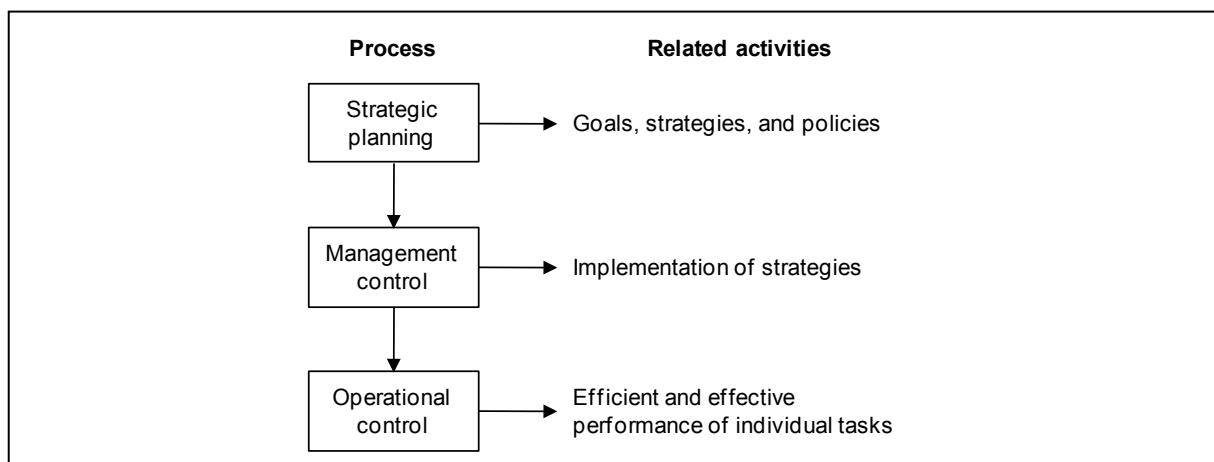 Process
Related activities
Strategic
planning
Goals, strategies, and policies
Management
control
Implementation of strategies
Operational
control
Efficient and effective
performance of individual tasks